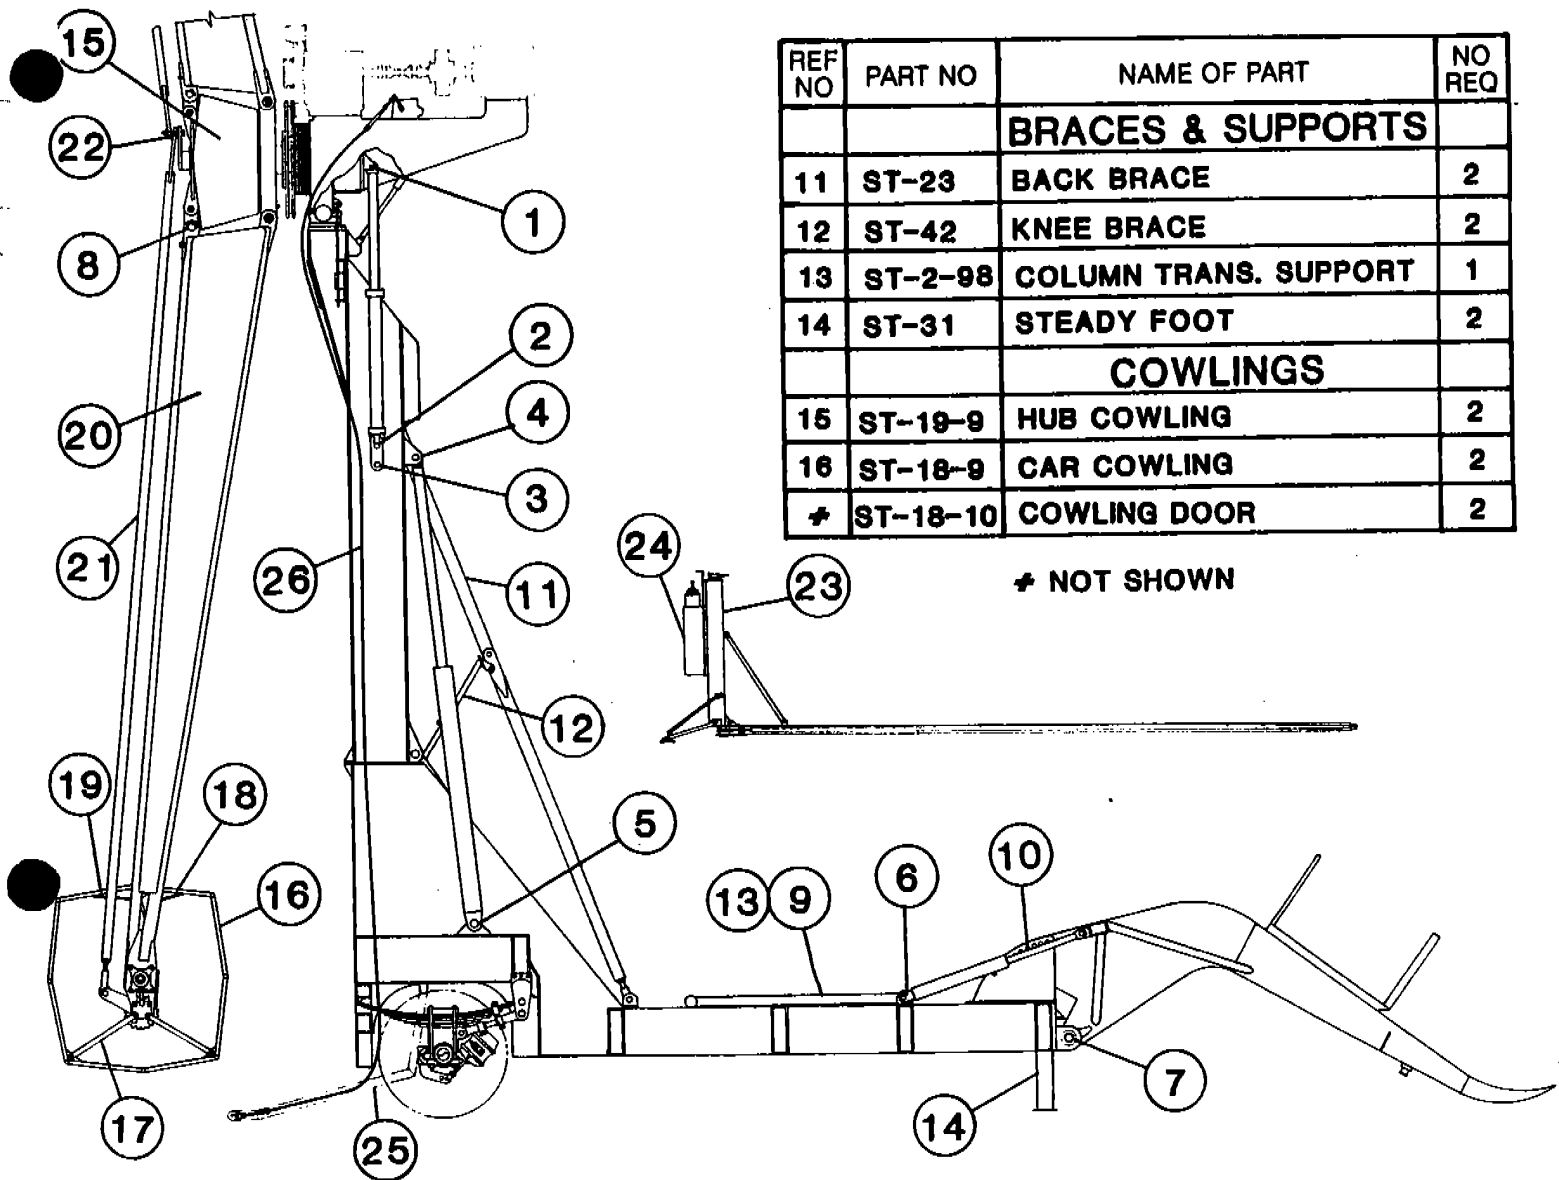 REF NO PART NO NAME OF PART NO REQ
BRACES & SUPPORTS
11 ST-23 BACK BRACE 2
12 ST-42 KNEE BRACE 2
13 ST-2-98 COLUMN TRANS. SUPPORT 1
14 ST-31 STEADY FOOT 2
COWLINGS
15 ST-19-9 HUB COWLING 2
16 ST-18-9 CAR COWLING 2
# ST-18-10 COWLING DOOR 2
# NOT SHOWN
15
22
8
20
21
19
18
16
17
1
2
4
3
26
11
12
5
25
24
23
13
9
6
10
7
14